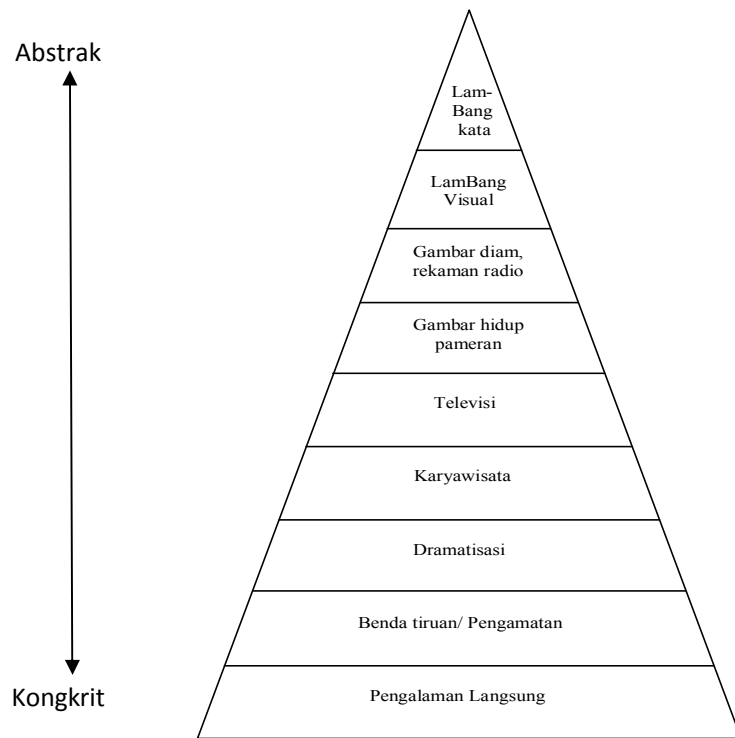 Abstrak
Lam-
Bang
kata
LamBang
Visual
Gambar diam,
rekaman radio
Gambar hidup
pameran
Televisi
Karyawisata
Dramatisasi
Benda tiruan/ Pengamatan
Kongkrit
Pengalaman Langsung